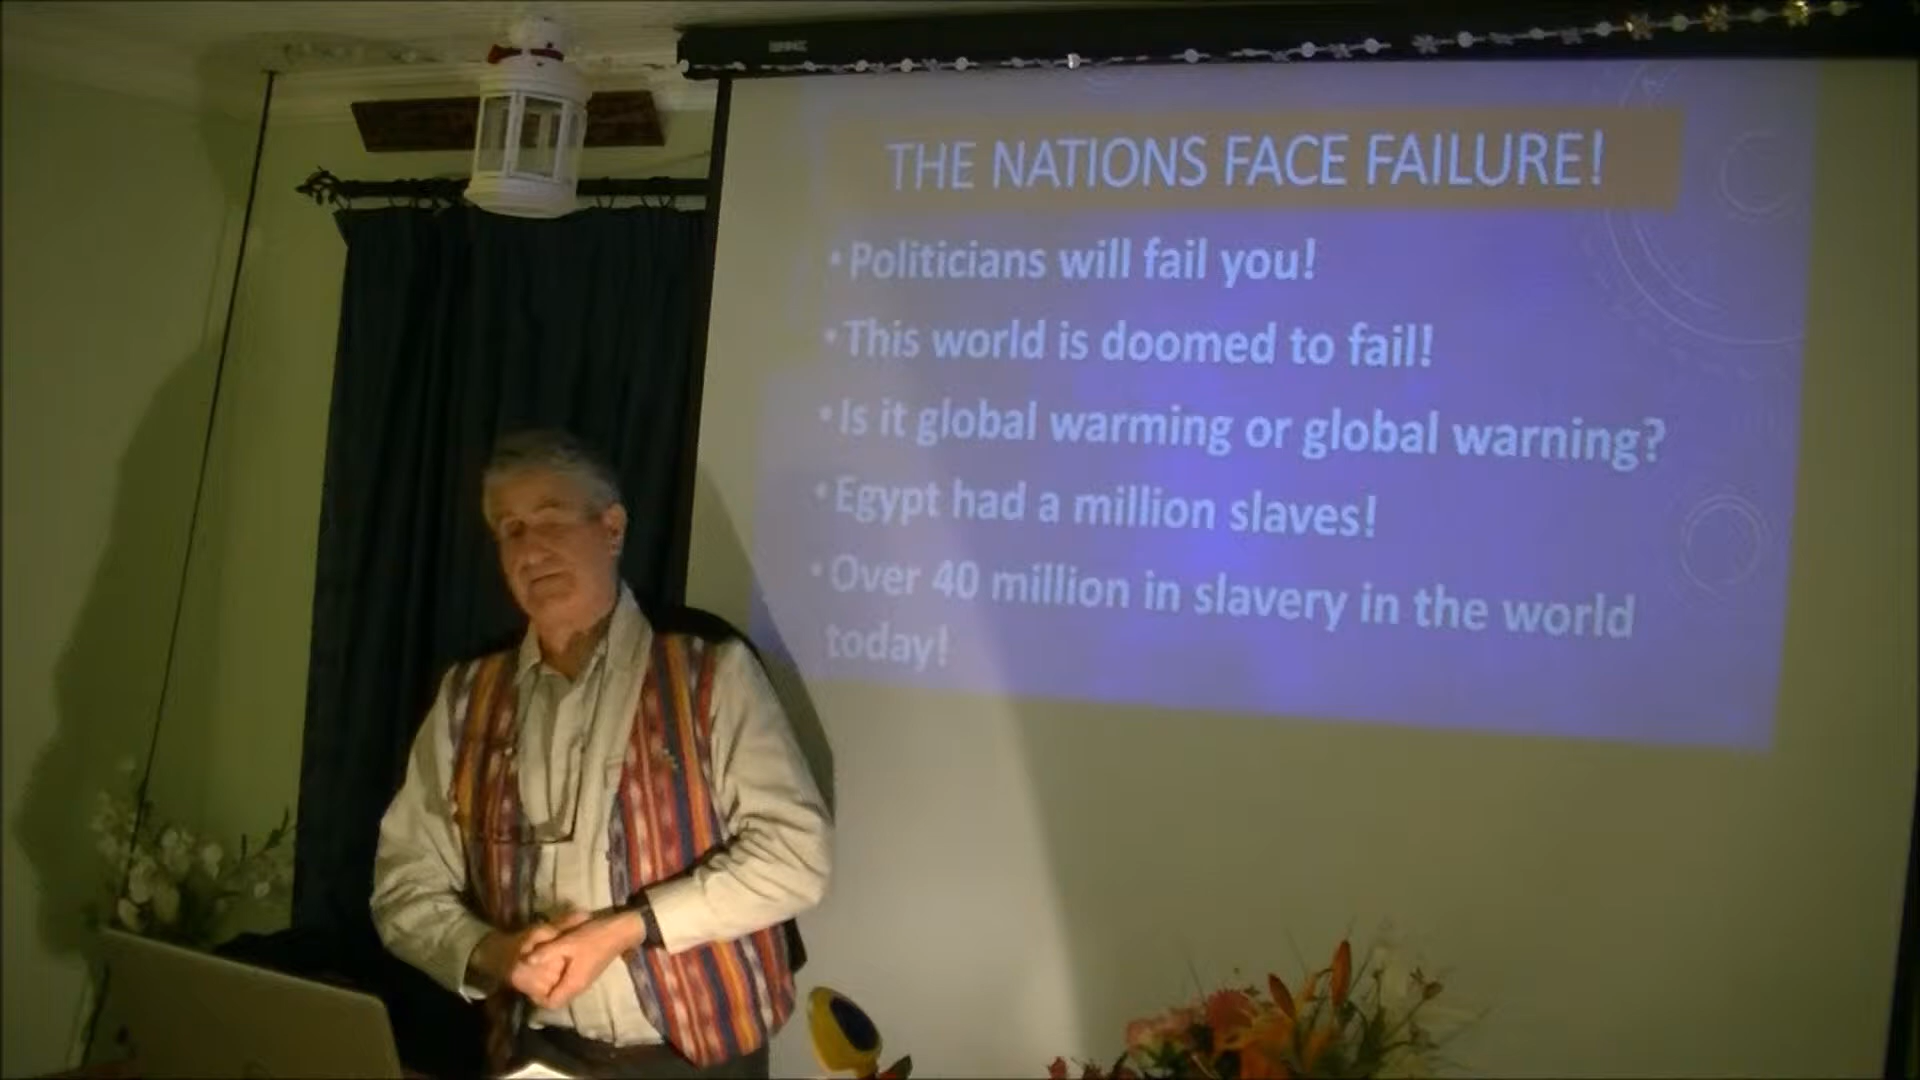 THE NATIONS FACE FAILURE!
•Politicians will fail you!
•This world is doomed to fail!
•Is it global warming or global warning?
•Egypt had a million slaves!
•Over 40 million in slavery in the world
today!